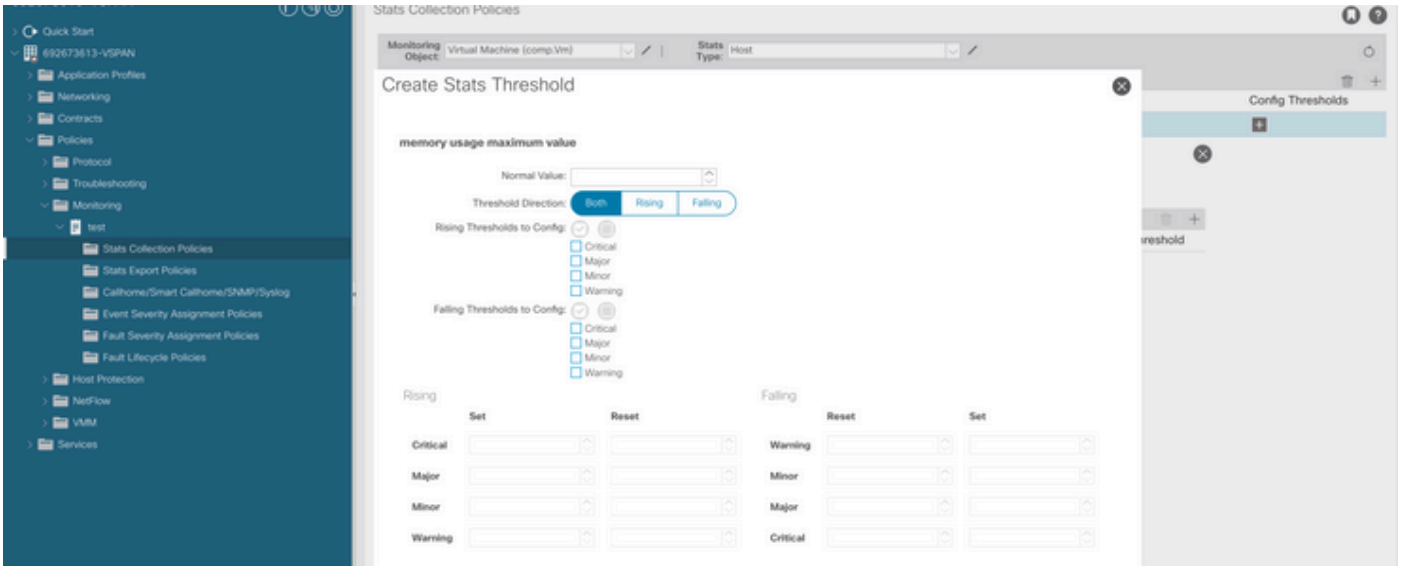 Quick Start
692673613-VSPAN
Application Profiles
Networking
Contracts
Policies
Protocol
Troubleshooting
Monitoring
test
Stats Collection Policies
Stats Export Policies
Callhome/Smart Callhome/SNMP/Syslog
Event Severity Assignment Policies
Fault Severity Assignment Policies
Fault Lifecycle Policies
Host Protection
NetFlow
VMM
Services
Stats Collection Policies
Monitoring Object: Virtual Machine (comp.Vm) Stats Type: Host
Config Thresholds
reshold
Create Stats Threshold
memory usage maximum value
Normal Value:
Threshold Direction: Both Rising Falling
Rising Thresholds to Config:
Critical
Major
Minor
Warning
Falling Thresholds to Config:
Critical
Major
Minor
Warning
Rising Falling
Set Reset Reset Set
Critical Warning
Major Minor
Minor Major
Warning Critical